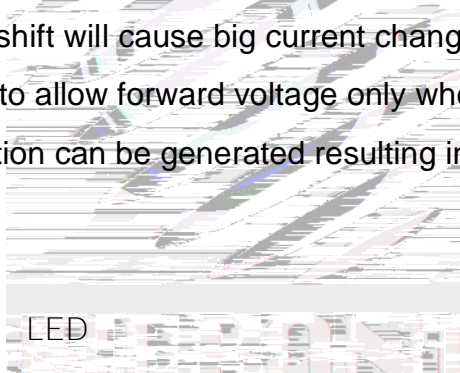 shift will cause big current chang
to allow forward voltage only wh
tion can be generated resulting i
LED